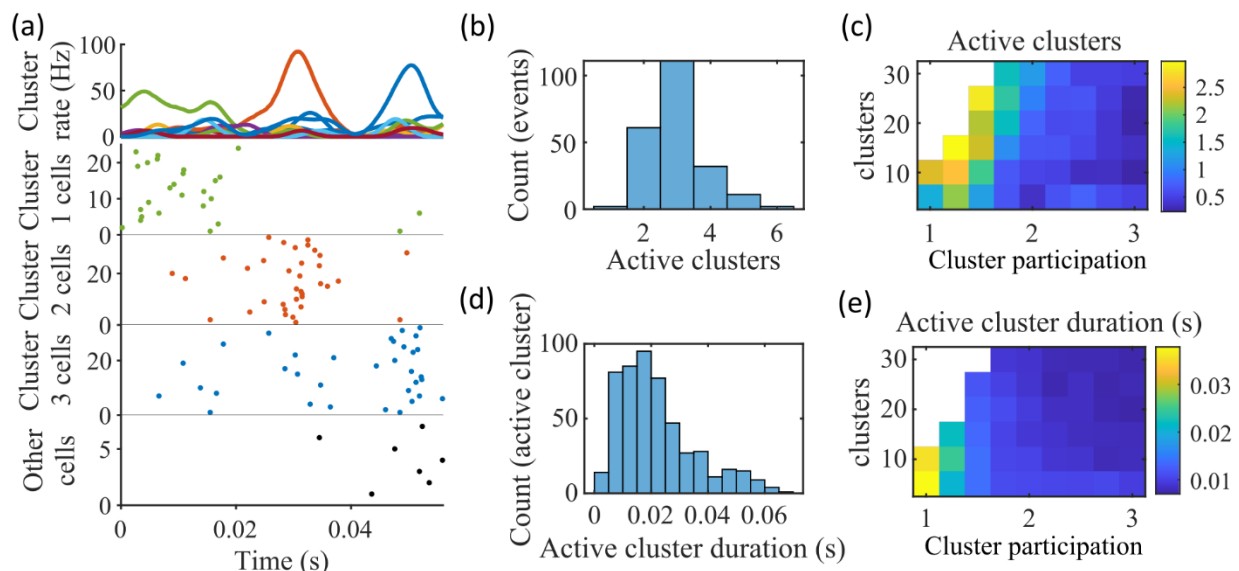 (a)
Cluster
rate (Hz)
100
50
0
Cluster
1 cells
20
10
0
Cluster
2 cells
20
0
Cluster
3 cells
20
0
Other
cells
5
0
0 0.02 0.04
Time (s)
(b)
Count (events)
100
50
0
2 4 6
Active clusters
(c)
Active clusters
clusters
30
20
10
1 2 3
Cluster participation
2.5
2
1.5
1
0.5
(d)
Count (active cluster)
100
50
0
0 0.02 0.04 0.06
Active cluster duration (s)
(e)
Active cluster duration (s)
clusters
30
20
10
1 2 3
Cluster participation
0.03
0.02
0.01